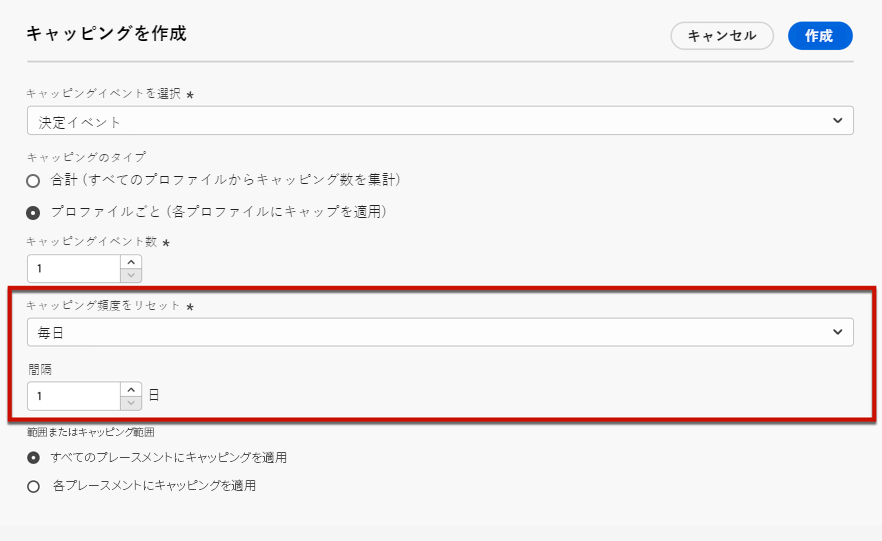 キャッピングを作成
キャンセル
作成
キャッピングイベントを選択 *
決定イベント
キャッピングのタイプ
合計 (すべてのプロファイルからキャッピング数を集計)
プロファイルごと (各プロファイルにキャップを適用)
キャッピングイベント数 *
1
キャッピング頻度をリセット *
毎日
間隔
1 日
範囲またはキャッピング範囲
すべてのプレースメントにキャッピングを適用
各プレースメントにキャッピングを適用